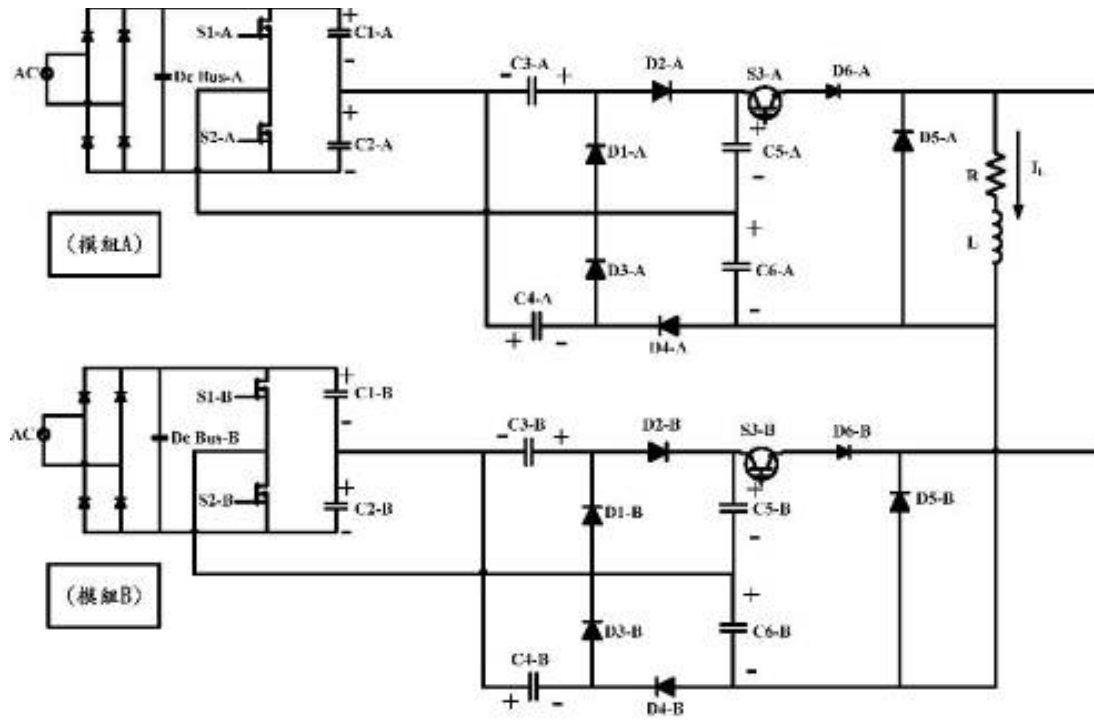 +
S1-A
C1-A
-
AC
Dc Bus-A
C3-A
- +
D2-A
S3-A
D6-A
+
S2-A
C2-A
-
D1-A
+
C5-A
-
D5-A
R
IL
(模組A)
D3-A
+
C6-A
-
L
C4-A
+ -
D4-A
+
S1-B
C1-B
-
AC
Dc Bus-B
C3-B
- +
D2-B
S3-B
D6-B
+
S2-B
C2-B
-
D1-B
+
C5-B
-
D5-B
(模組B)
D3-B
+
C6-B
-
C4-B
+ -
D4-B